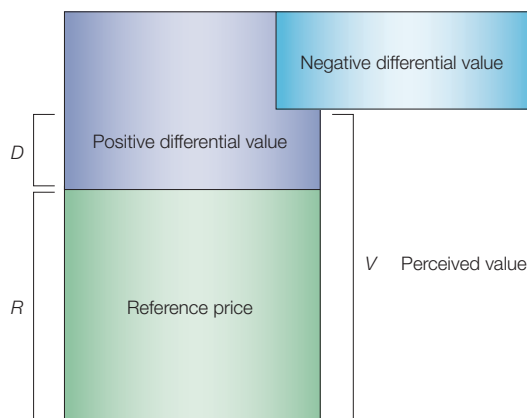 Negative differential value
Positive differential value
D
V Perceived value
R
Reference price